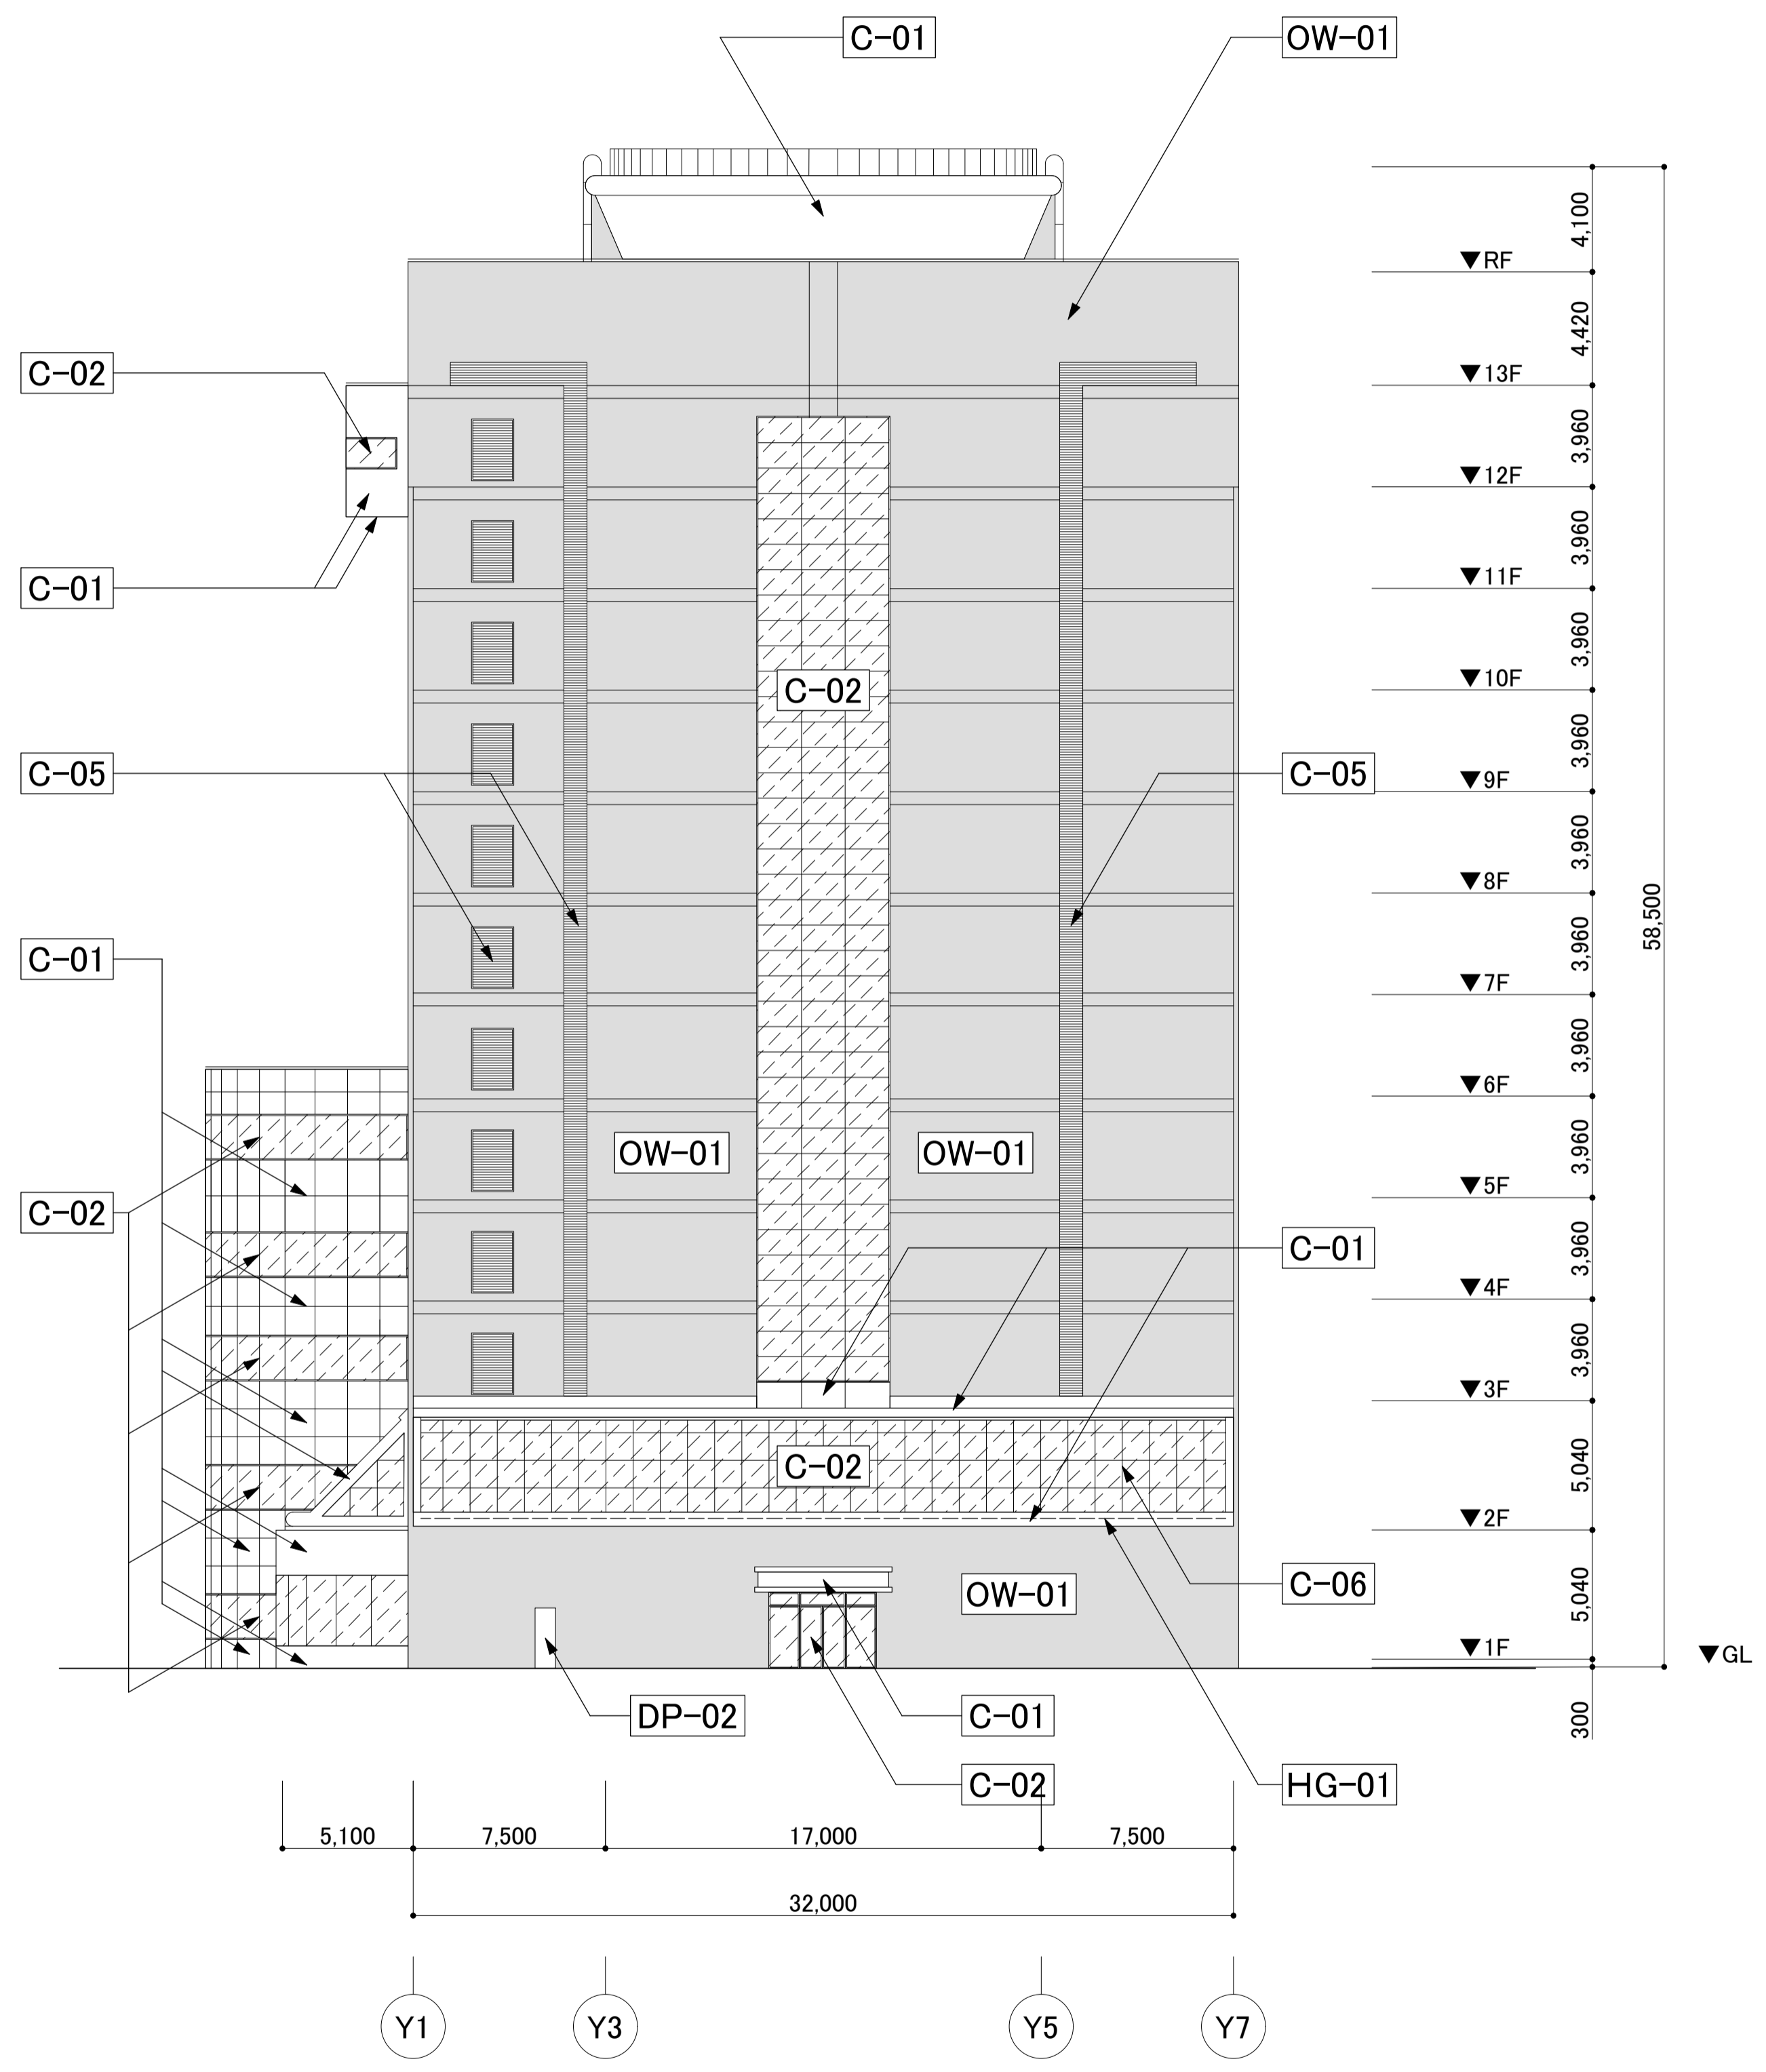 C-01
OW-01
4,100
▼RF
4,420
C-02
▼13F
3,960
▼12F
3,960
C-01
▼11F
3,960
C-02
▼10F
3,960
C-05
C-05
▼9F
3,960
▼8F
58,500
C-01
3,960
▼7F
3,960
▼6F
OW-01
OW-01
3,960
C-02
▼5F
C-01
3,960
▼4F
3,960
▼3F
C-02
5,040
▼2F
OW-01
C-06
5,040
▼1F
▼GL
DP-02
C-01
300
C-02
HG-01
5,100
7,500
17,000
7,500
32,000
Y1
Y3
Y5
Y7